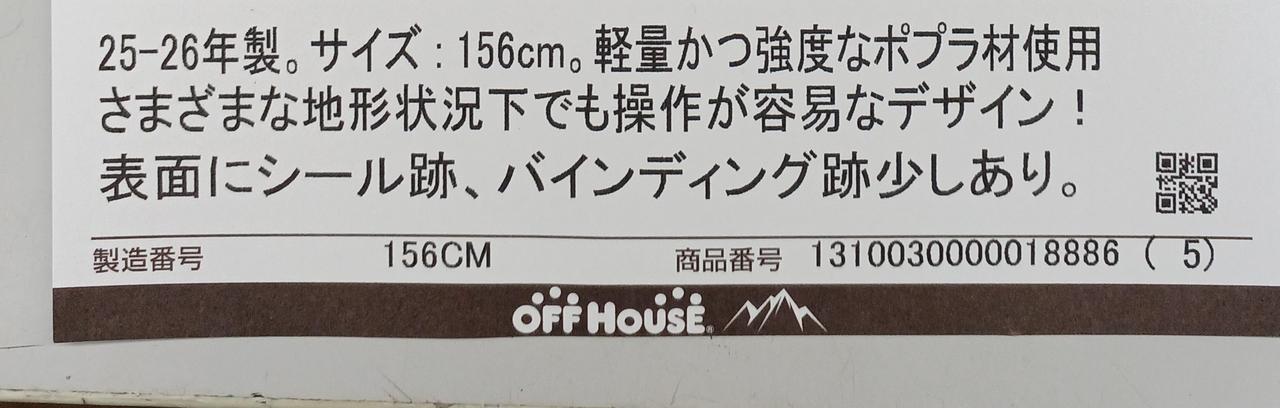 25-26年製。サイズ：156cm。軽量かつ強度なポプラ材使用
さまざまな地形状況下でも操作が容易なデザイン！
表面にシール跡、バインディング跡少しあり。
製造番号 156CM 商品番号 1310030000018886 ( 5)
OFF HOUSE®